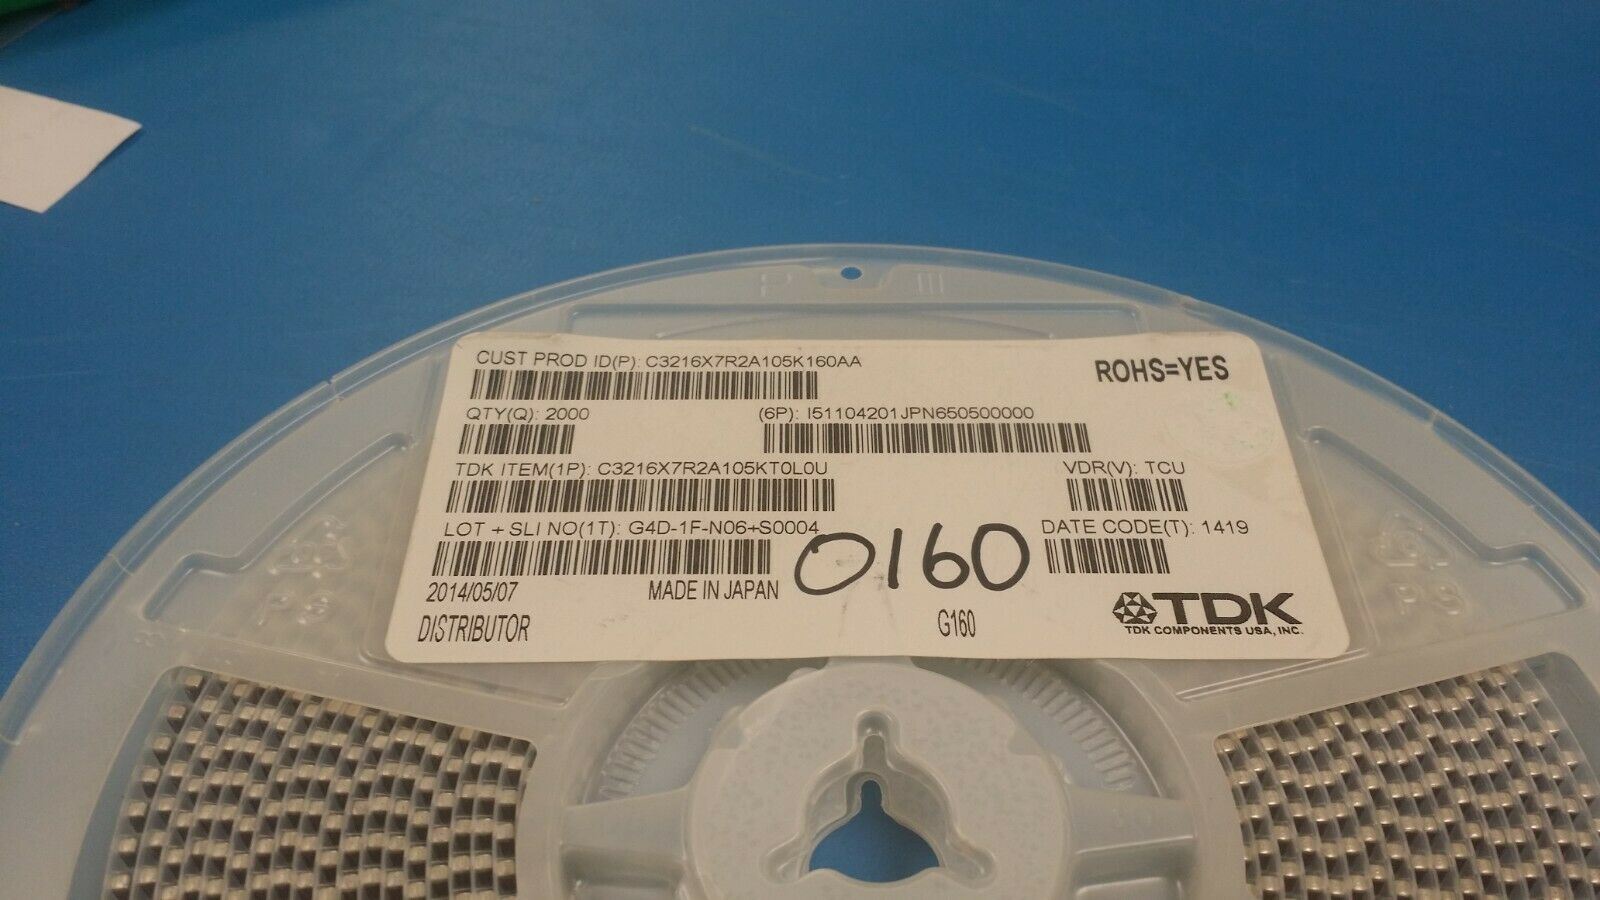 CUST PROD ID(P): C3216X7R2A105K160AA
ROHS=YES
QTY(Q): 2000
(6P): I51104201JPN650500000
TDK ITEM(1P): C3216X7R2A105KT0L0U
VDR(V): TCU
LOT + SLI NO(1T): G4D-1F-N06+S0004
DATE CODE(T): 1419
0160
2014/05/07
MADE IN JAPAN
DISTRIBUTOR
G160
TDK
TDK COMPONENTS USA, INC.